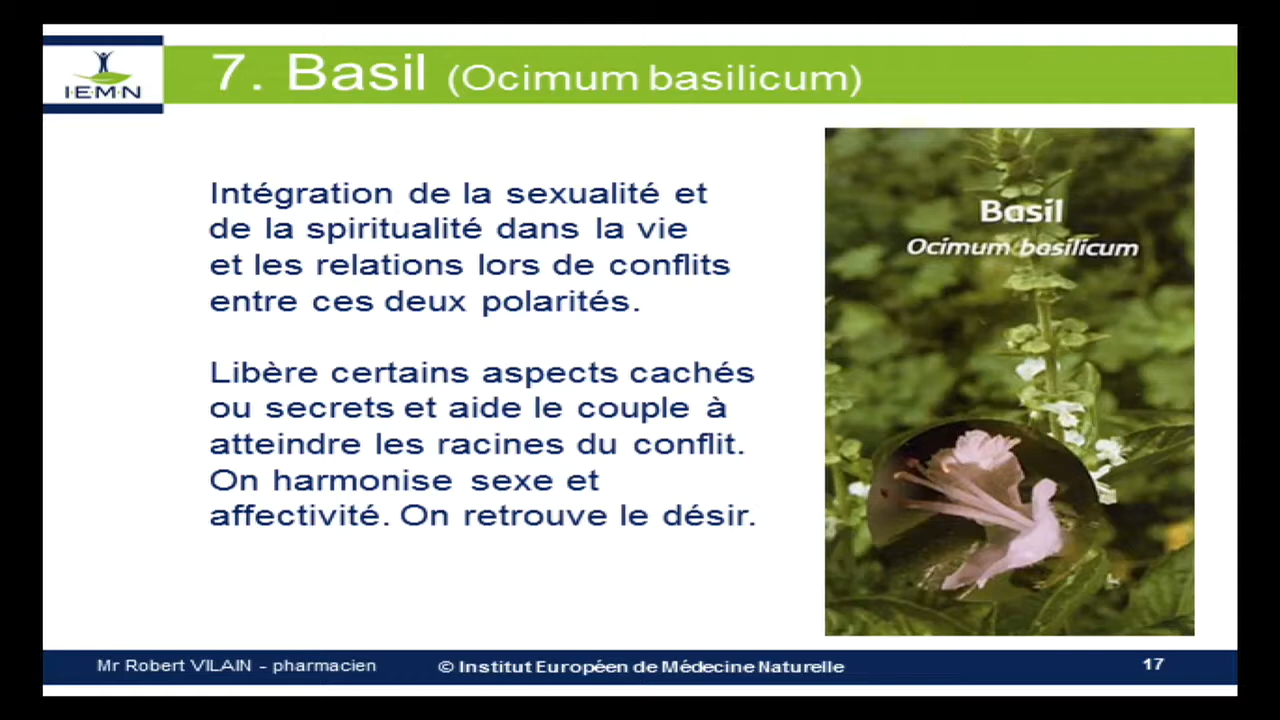 I·E·M·N
7. Basil (Ocimum basilicum)
Intégration de la sexualité et
de la spiritualité dans la vie
et les relations lors de conflits
entre ces deux polarités.
Libère certains aspects cachés
ou secrets et aide le couple à
atteindre les racines du conflit.
On harmonise sexe et
affectivité. On retrouve le désir.
Basil
Ocimum basilicum
Mr Robert VILAIN - pharmacien © Institut Européen de Médecine Naturelle 17